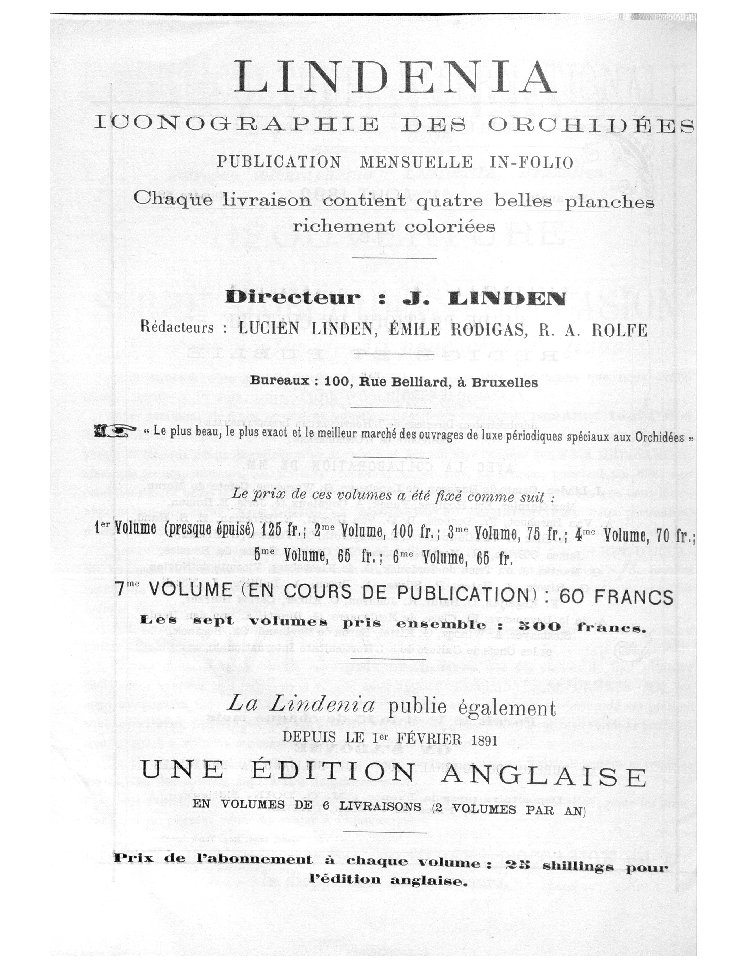 LINDENIA
ICONOGRAPHIE DES ORCHIDÉES
PUBLICATION MENSUELLE IN-FOLIO
Chaque livraison contient quatre belles planches
richement coloriées
Directeur : J. LINDEN
Rédacteurs : LUCIEN LINDEN, ÉMILE RODIGAS, R. A. ROLFE
Bureaux : 100, Rue Belliard, à Bruxelles
« Le plus beau, le plus exact et le meilleur marché des ouvrages de luxe périodiques spéciaux aux Orchidées »
Le prix de ces volumes a été fixé comme suit :
1er Volume (presque épuisé) 125 fr.; 2me Volume, 100 fr.; 3me Volume, 75 fr.; 4me Volume, 70 fr.;
5me Volume, 65 fr.; 6me Volume, 65 fr.
7me VOLUME (EN COURS DE PUBLICATION) : 60 FRANCS
Les sept volumes pris ensemble : 500 francs.
La Lindenia publie également
DEPUIS LE 1er FÉVRIER 1891
UNE ÉDITION ANGLAISE
EN VOLUMES DE 6 LIVRAISONS (2 VOLUMES PAR AN)
Prix de l'abonnement à chaque volume : 25 shillings pour
l'édition anglaise.